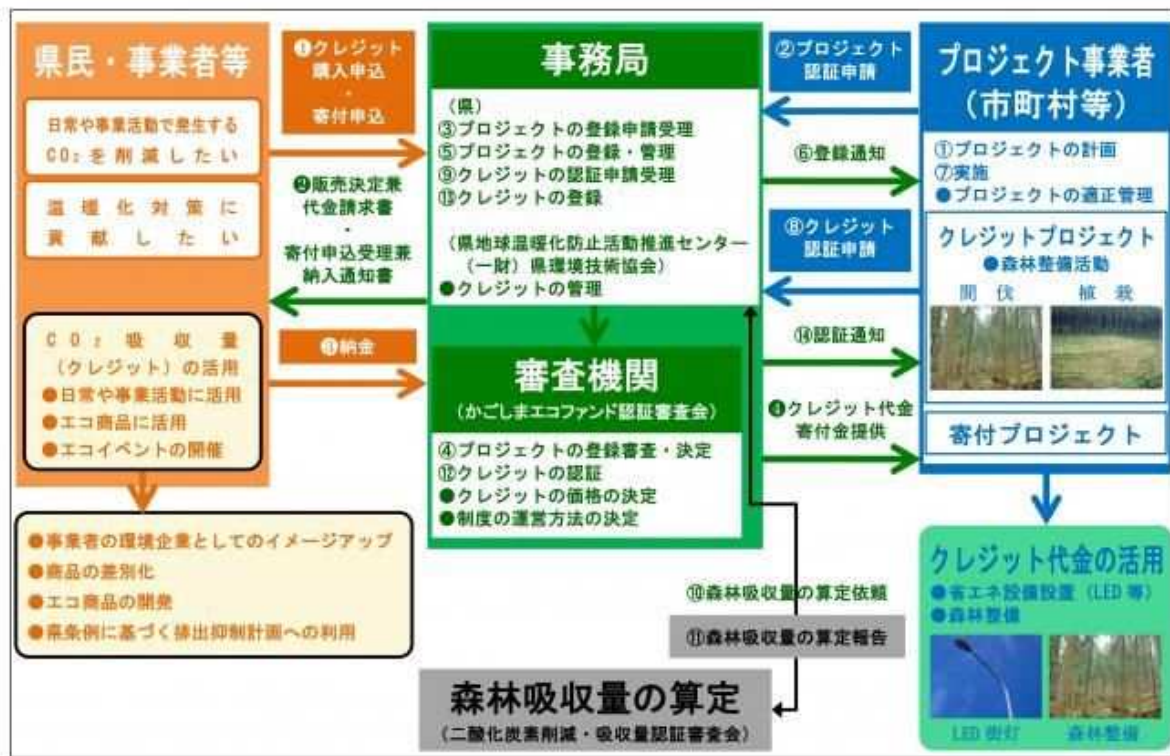 県民・事業者等
日常や事業活動で発生する
CO₂を削減したい
温暖化対策に
貢献したい
CO₂吸収量
(クレジット)の活用
●日常や事業活動に活用
●エコ商品に活用
●エコイベントの開催
●事業者の環境企業としてのイメージアップ
●商品の差別化
●エコ商品の開発
●県条例に基づく排出抑制計画への利用
❶クレジット
購入申込
・
寄付申込
❷販売決定兼
代金請求書
・
寄付申込受理兼
納入通知書
❸納金
事務局
(県)
③プロジェクトの登録申請受理
⑤プロジェクトの登録・管理
⑨クレジットの認証申請受理
⑬クレジットの登録
(県地球温暖化防止活動推進センター
(一財)県環境技術協会)
●クレジットの管理
審査機関
(かごしまエコファンド認証審査会)
④プロジェクトの登録審査・決定
⑫クレジットの認証
●クレジットの価格の決定
●制度の運営方法の決定
⑩森林吸収量の算定依頼
⑪森林吸収量の算定報告
森林吸収量の算定
(二酸化炭素削減・吸収量認証審査会)
②プロジェクト
認証申請
⑥登録通知
⑧クレジット
認証申請
⑭認証通知
❹クレジット代金
寄付金提供
プロジェクト事業者
(市町村等)
①プロジェクトの計画
⑦実施
●プロジェクトの適正管理
クレジットプロジェクト
●森林整備活動
間伐 植栽
寄付プロジェクト
クレジット代金の活用
●省エネ設備設置(LED等)
●森林整備
LED街灯 森林整備